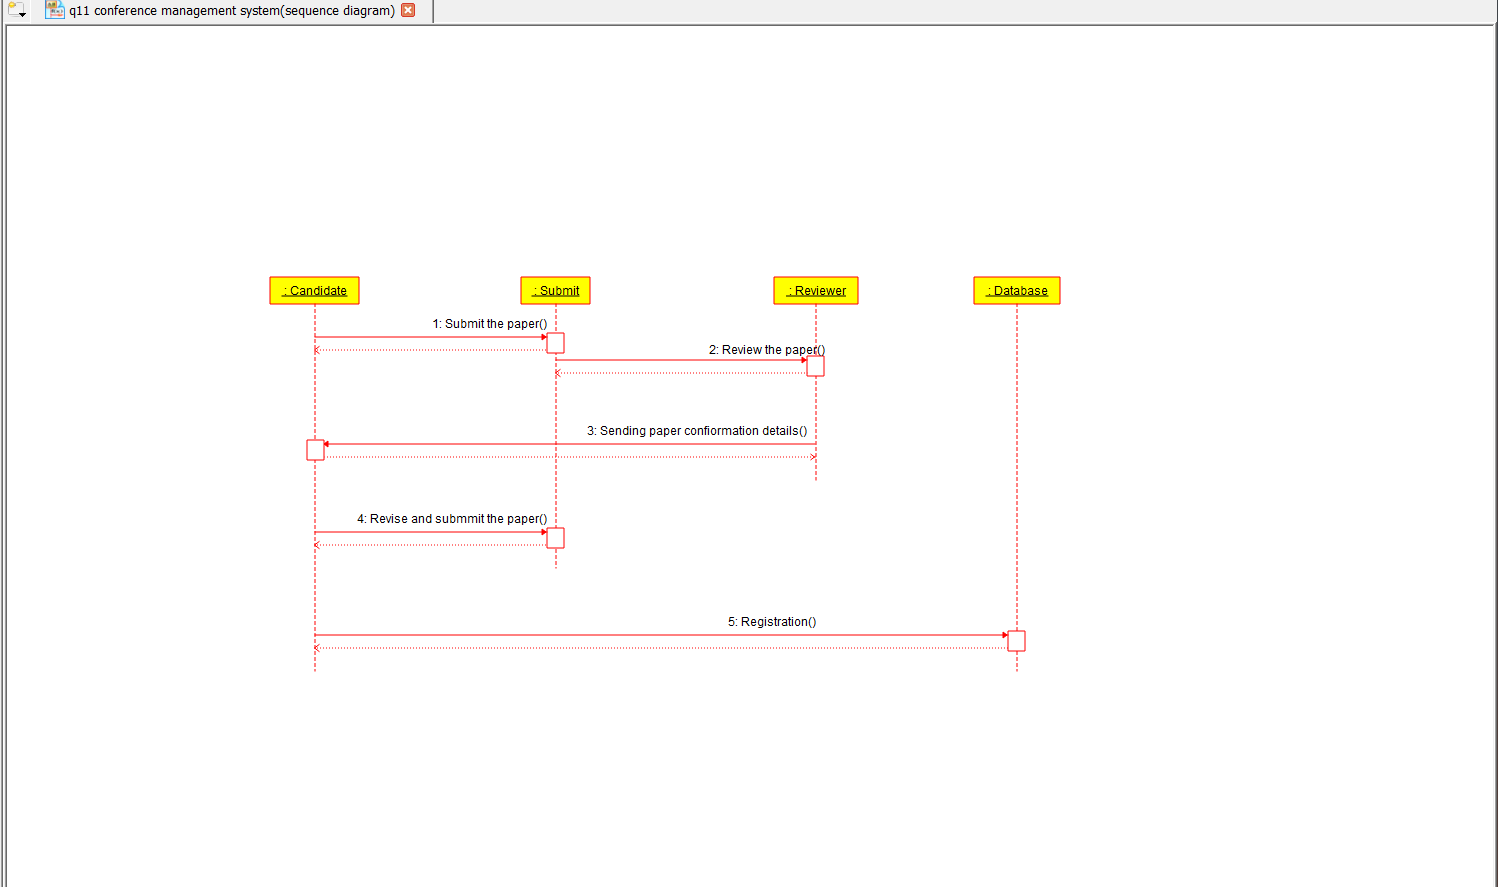 q11 conference management system(sequence diagram)
: Candidate
: Submit
: Reviewer
: Database
1: Submit the paper()
2: Review the paper()
3: Sending paper confiormation details()
4: Revise and submmit the paper()
5: Registration()